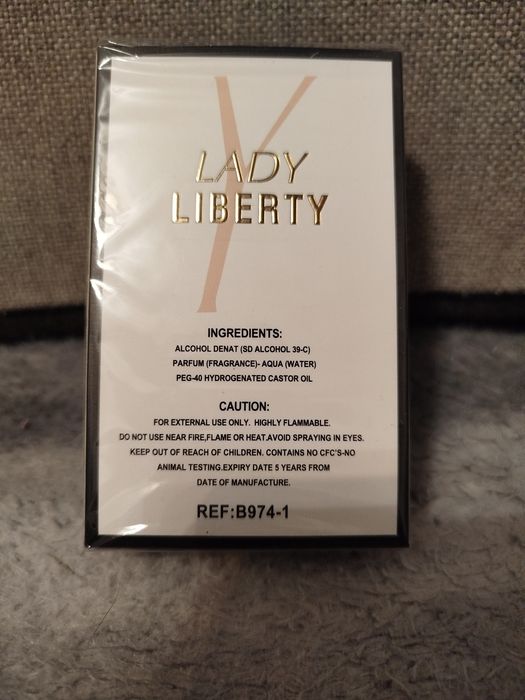 Y
LADY
LIBERTY
INGREDIENTS:
ALCOHOL DENAT (SD ALCOHOL 39-C)
PARFUM (FRAGRANCE)- AQUA (WATER)
PEG-40 HYDROGENATED CASTOR OIL
CAUTION:
FOR EXTERNAL USE ONLY. HIGHLY FLAMMABLE.
DO NOT USE NEAR FIRE,FLAME OR HEAT.AVOID SPRAYING IN EYES.
KEEP OUT OF REACH OF CHILDREN. CONTAINS NO CFC'S-NO
ANIMAL TESTING.EXPIRY DATE 5 YEARS FROM
DATE OF MANUFACTURE.
REF:B974-1